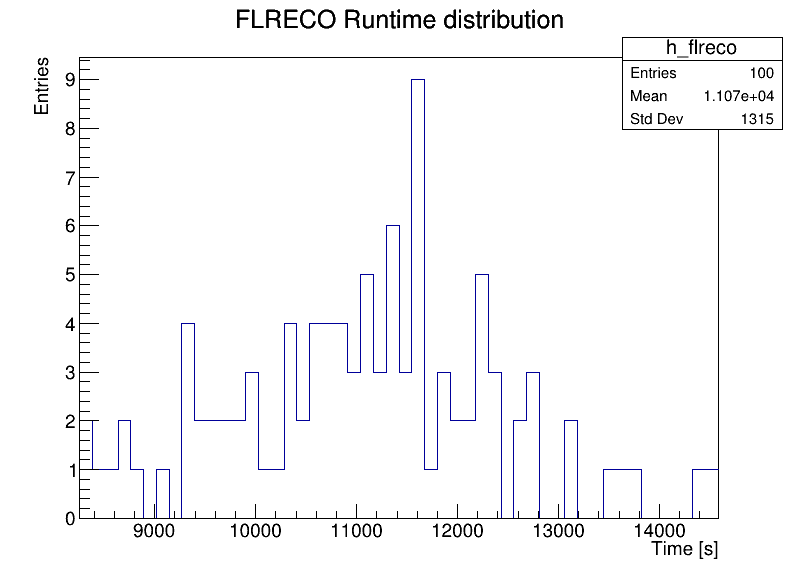 FLRECO Runtime distribution
h_flreco
Entries 100
Mean 1.107e+04
Std Dev 1315
Entries
9
8
7
6
5
4
3
2
1
0
9000 10000 11000 12000 13000 14000
Time [s]